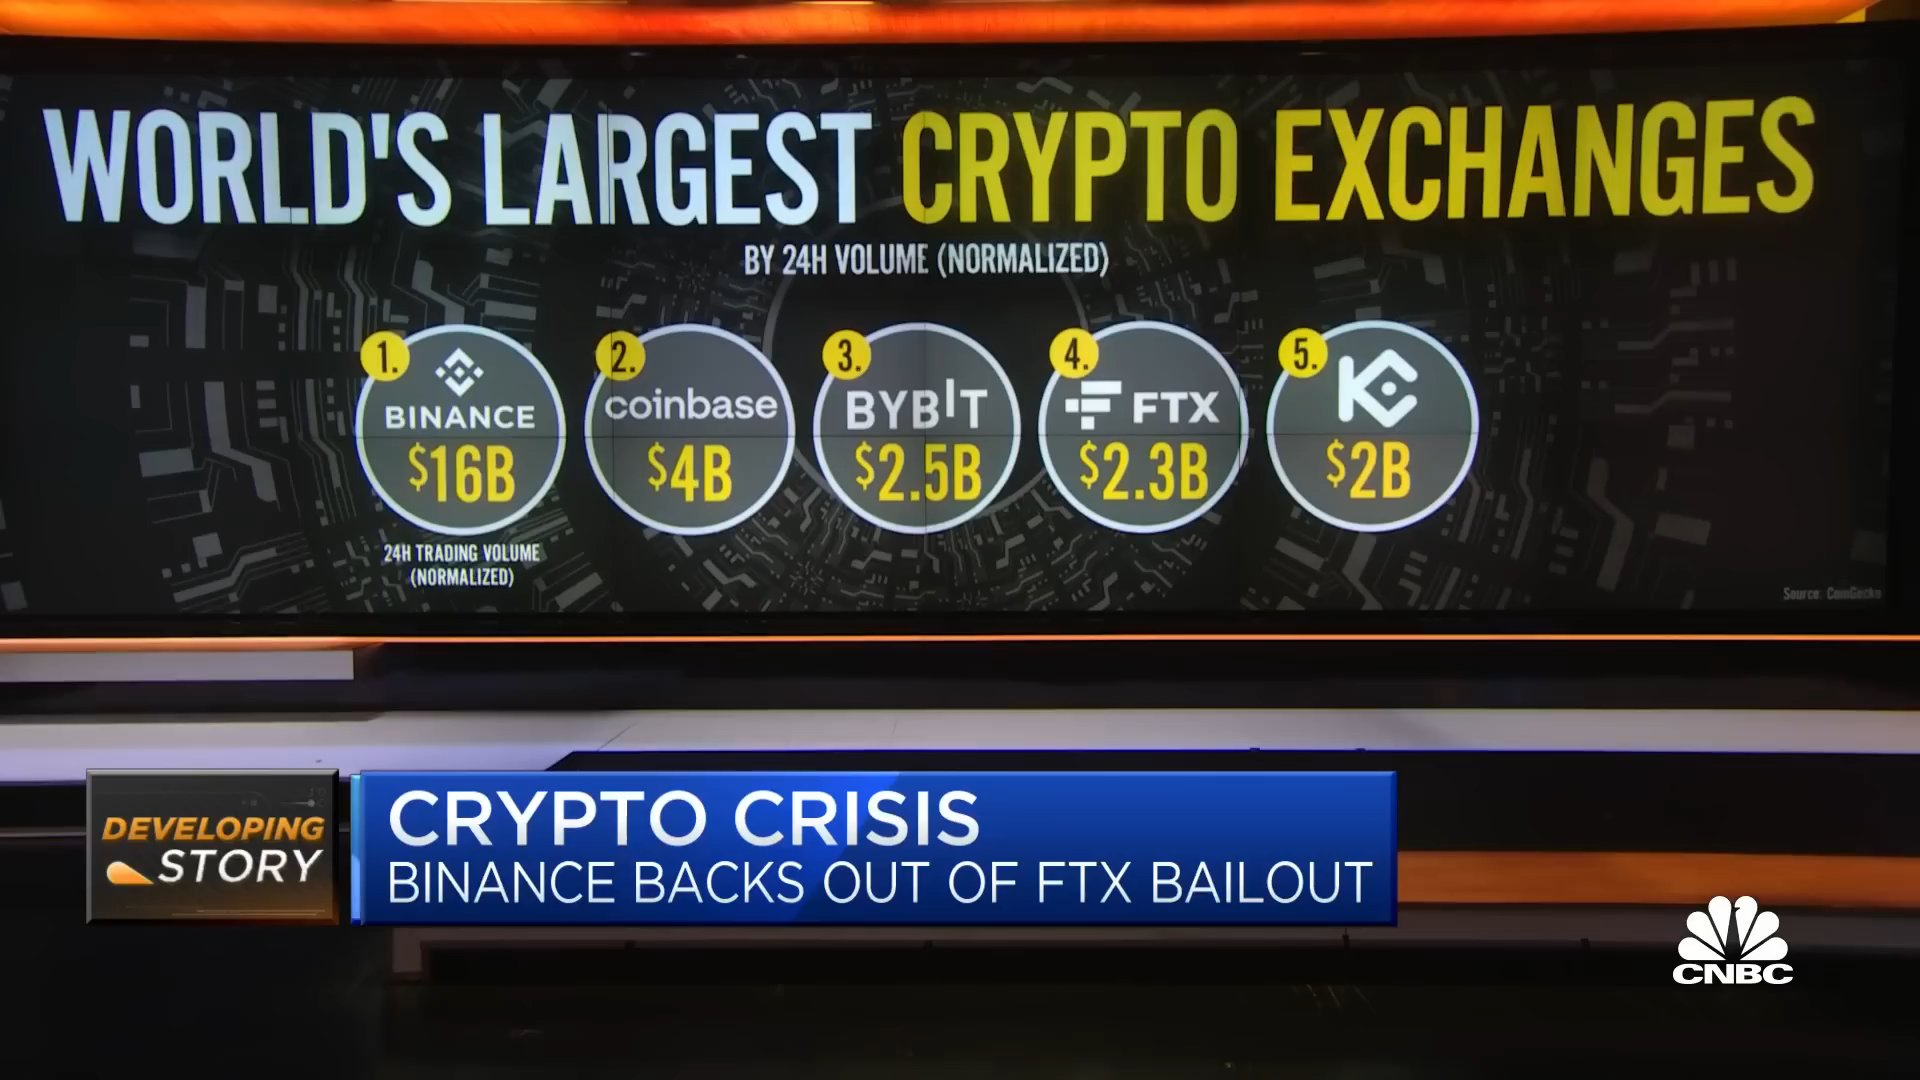 WORLD'S LARGEST CRYPTO EXCHANGES
BY 24H VOLUME (NORMALIZED)
1.
BINANCE
$16B
24H TRADING VOLUME
(NORMALIZED)
2.
coinbase
$4B
3.
BYBIT
$2.5B
4.
FTX
$2.3B
5.
KC
$2B
Source: CoinGecko
DEVELOPING
STORY
CRYPTO CRISIS
BINANCE BACKS OUT OF FTX BAILOUT
CNBC